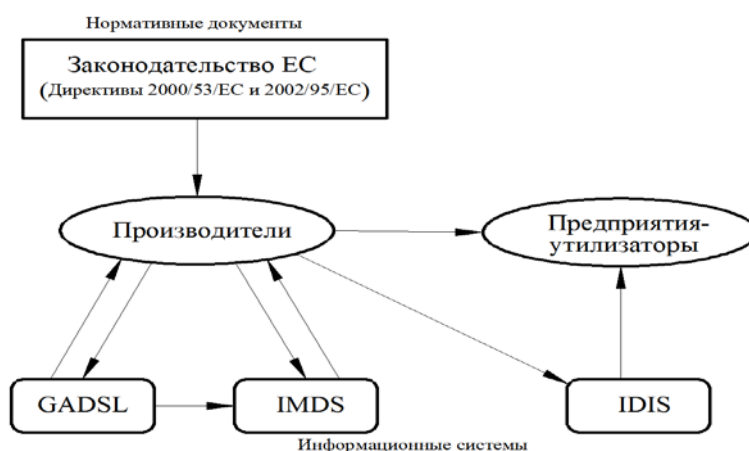 Нормативные документы
Законодательство ЕС
(Директивы 2000/53/ЕС и 2002/95/ЕС)
Производители
Предприятия-
утилизаторы
GADSL
IMDS
IDIS
Информационные системы